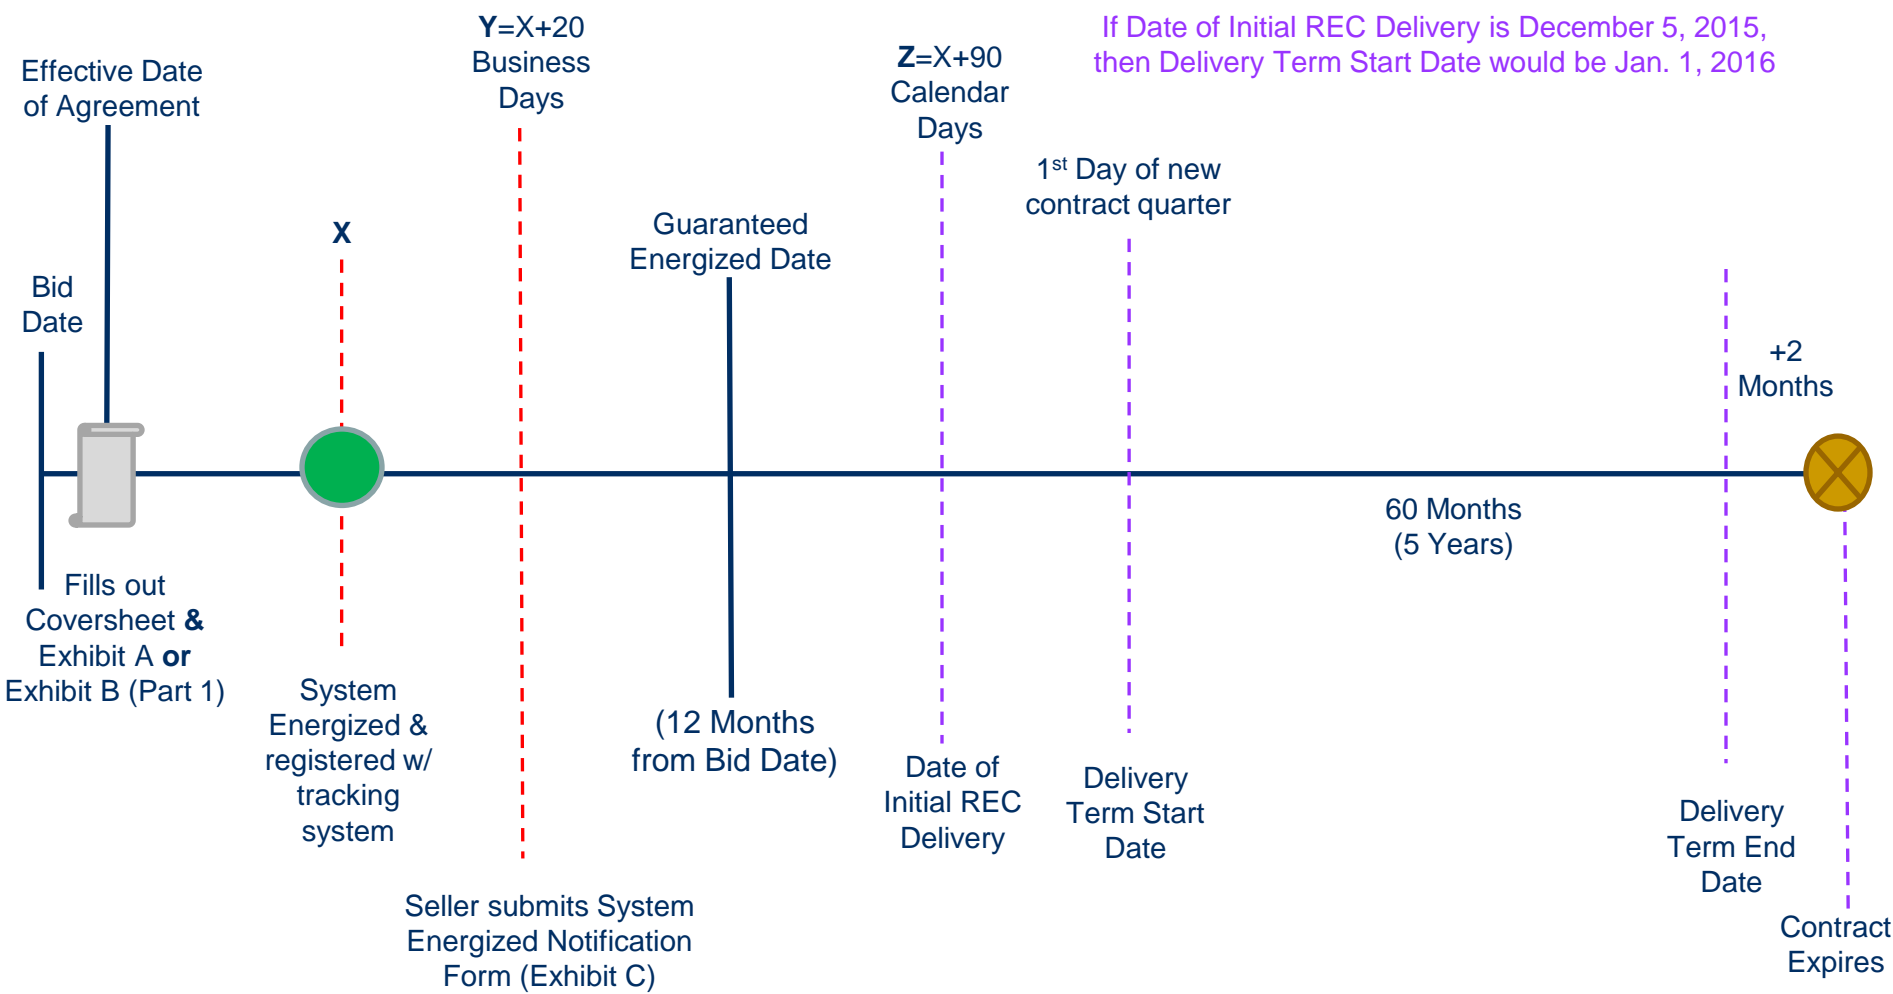 If Date of Initial REC Delivery is December 5, 2015,
then Delivery Term Start Date would be Jan. 1, 2016
Effective Date
of Agreement
Y=X+20
Business
Days
Z=X+90
Calendar
Days
1st Day of new
contract quarter
X
Guaranteed
Energized Date
Bid
Date
+2
Months
60 Months
(5 Years)
Fills out
Coversheet &
Exhibit A or
Exhibit B (Part 1)
System
Energized &
registered w/
tracking
system
(12 Months
from Bid Date)
Date of
Initial REC
Delivery
Delivery
Term Start
Date
Delivery
Term End
Date
Seller submits System
Energized Notification
Form (Exhibit C)
Contract
Expires